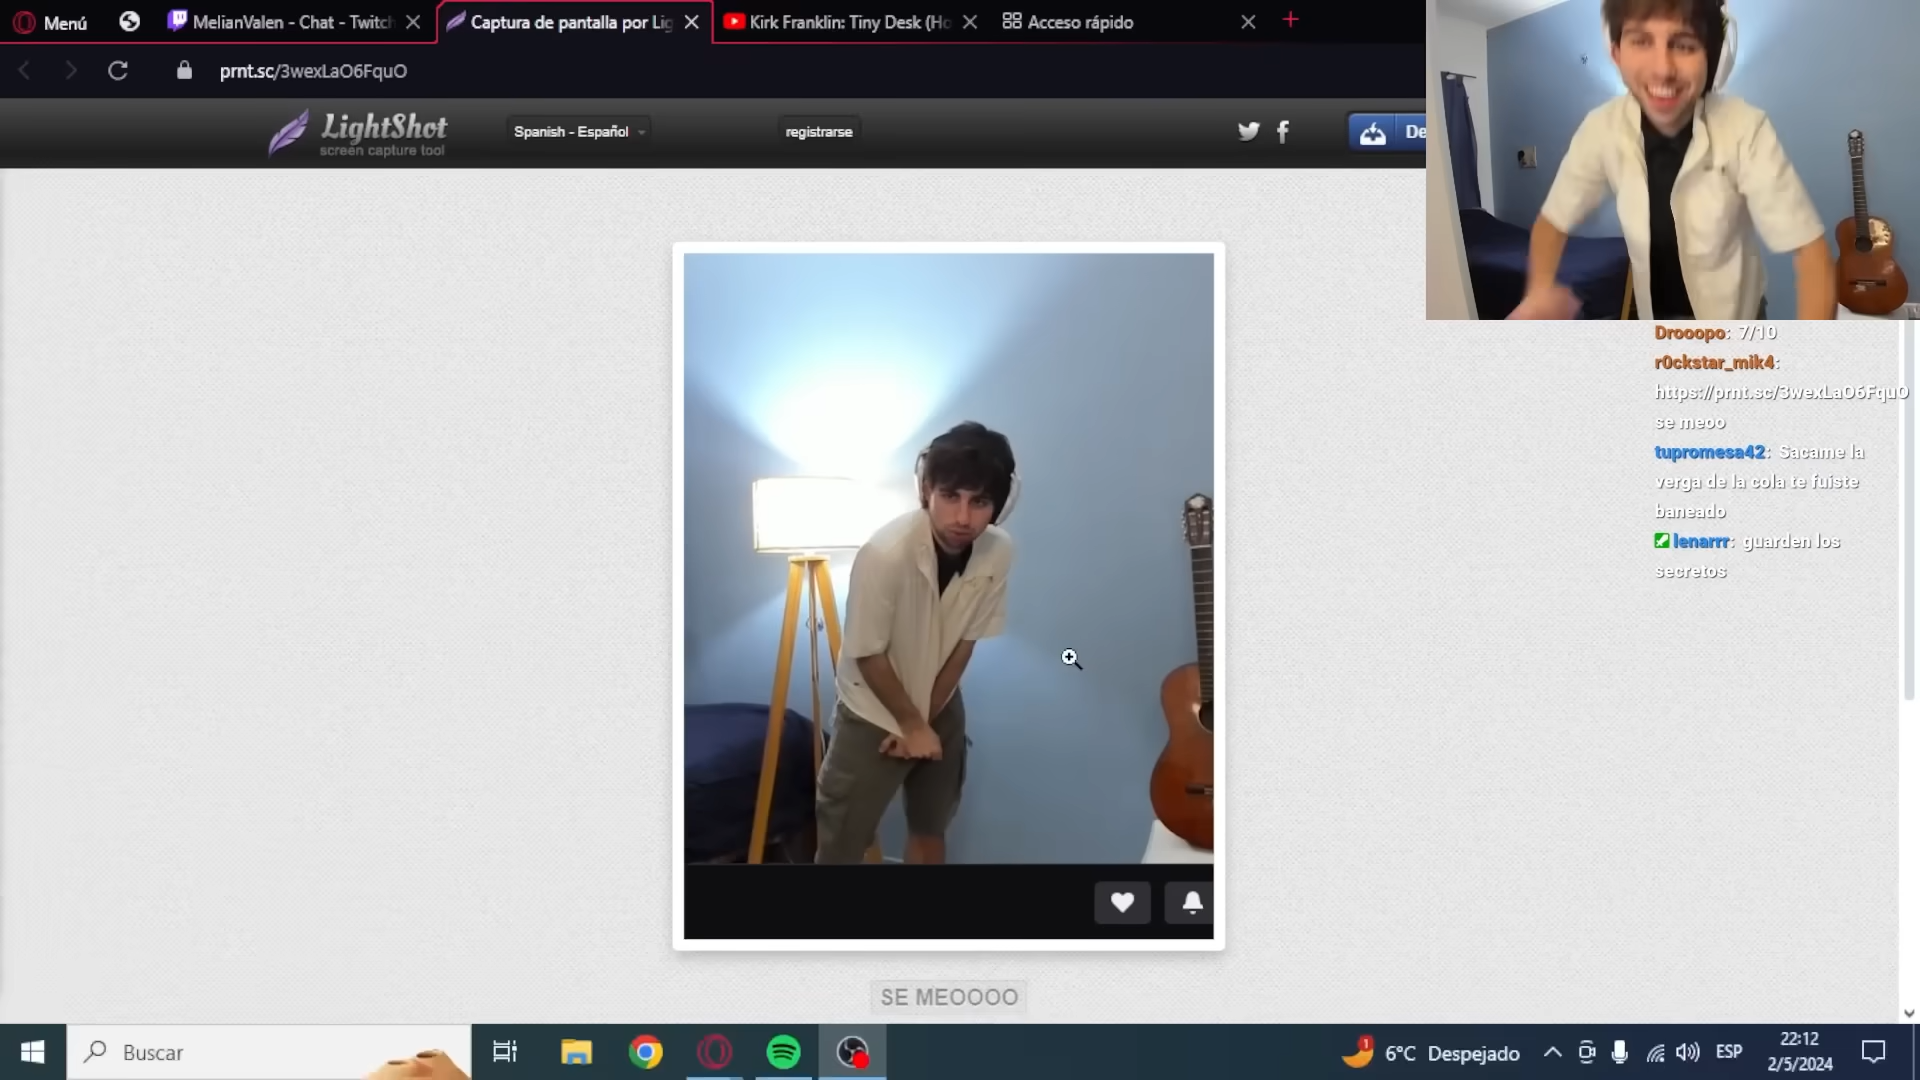 Menú
MelianValen - Chat - Twitch
Captura de pantalla por Lig
Kirk Franklin: Tiny Desk (Ho
Acceso rápido
prnt.sc/3wexLaO6FquO
LightShot
screen capture tool
Spanish - Español
registrarse
De
Drooopo: 7/10
r0ckstar_mik4:
https://prnt.sc/3wexLaO6FquO
se meoo
tupromesa42: Sacame la
verga de la cola te fuiste
baneado
lenarrr: guarden los
secretos
SE MEOOOO
Buscar
1
6°C Despejado
ESP
22:12
2/5/2024